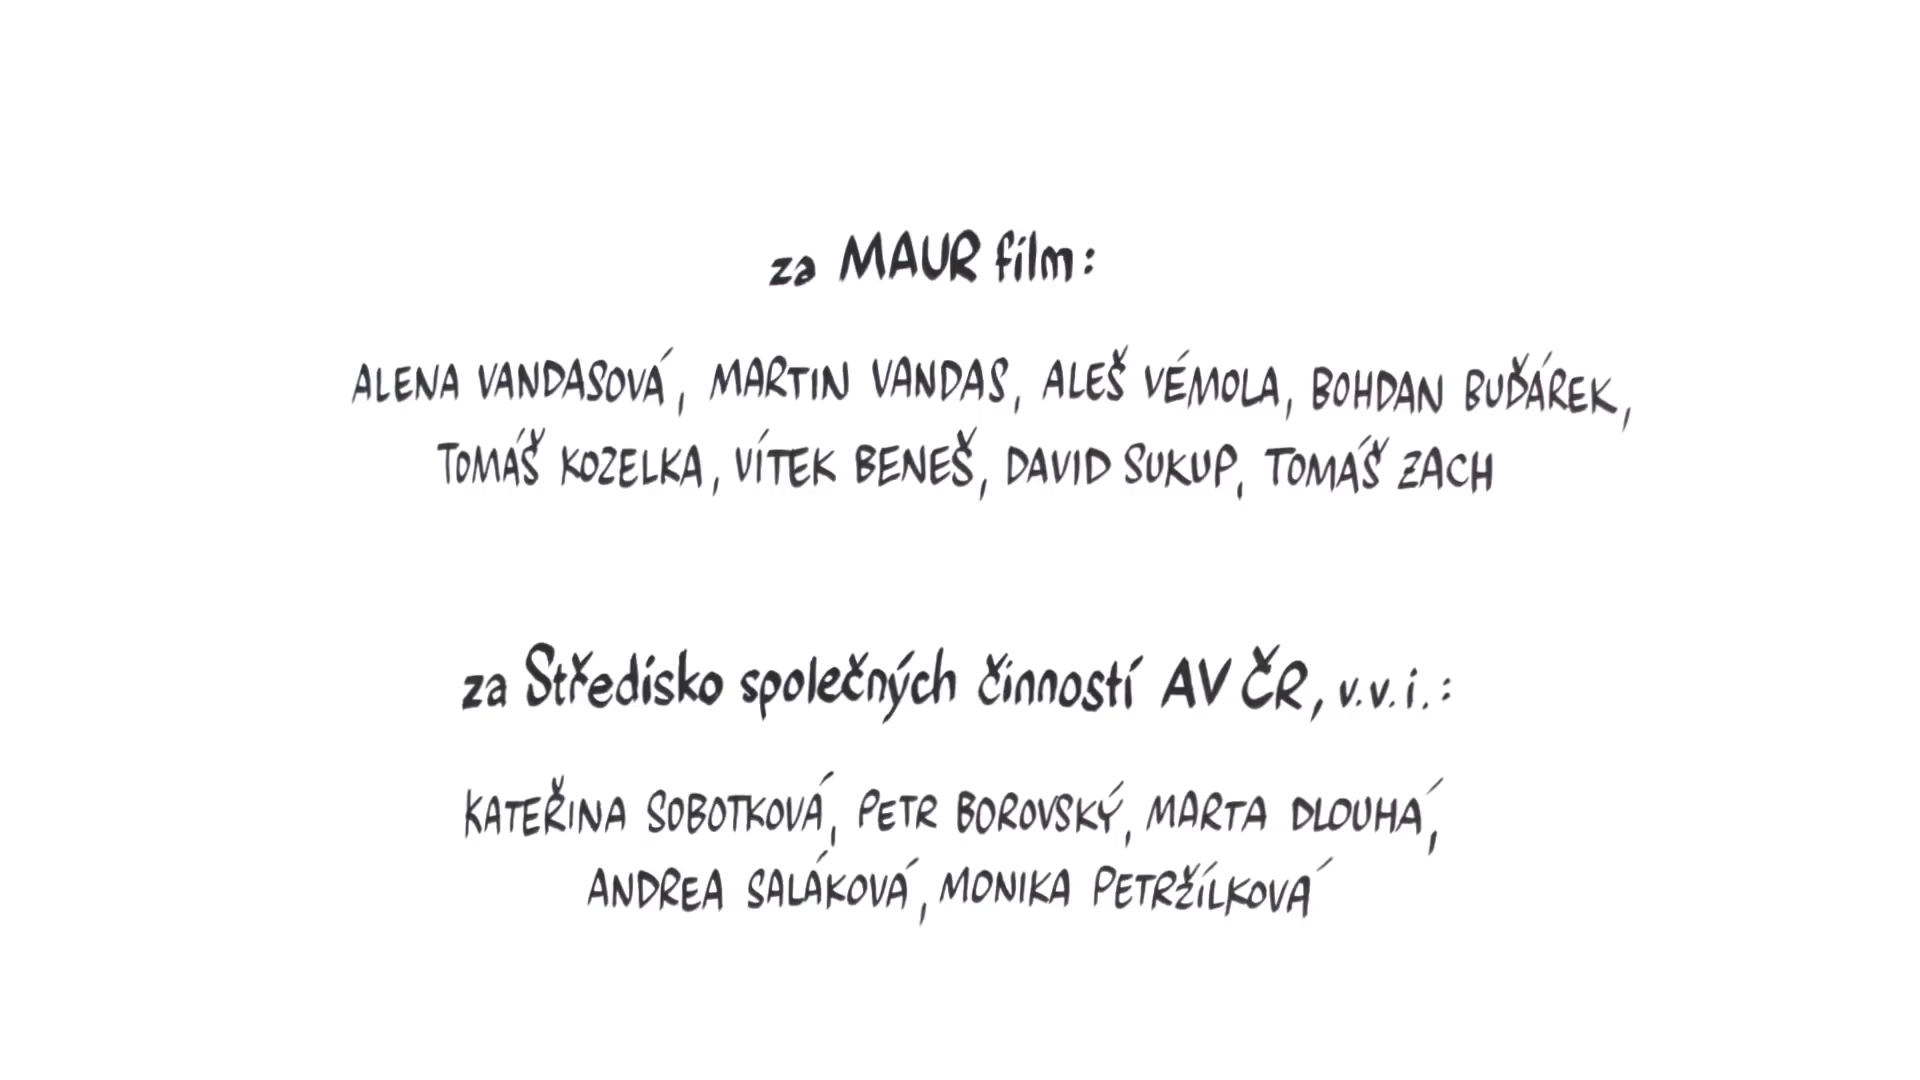 za MAUR film:
ALENA VANDASOVÁ, MARTIN VANDAS, ALEŠ VÉMOLA, BOHDAN BUĎÁREK,
TOMÁŠ KOZELKA, VÍTEK BENEŠ, DAVID SUKUP, TOMÁŠ ZACH
za Středisko společných činností AV ČR, v.v.i.:
KATEŘINA SOBOTKOVÁ, PETR BOROVSKÝ, MARTA DLOUHÁ,
ANDREA SALÁKOVÁ, MONIKA PETRŽÍLKOVÁ